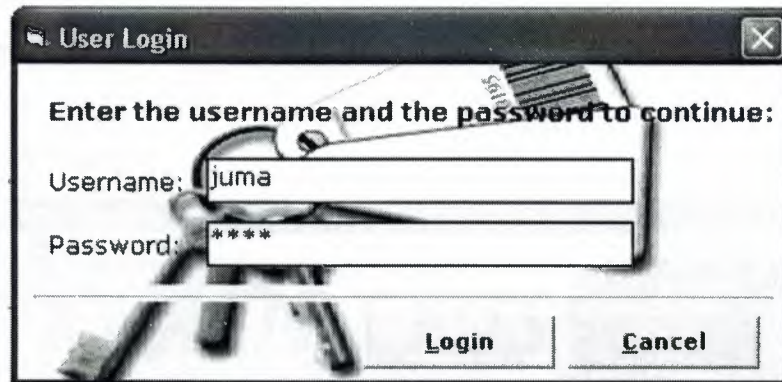 User Login
Enter the username and the password to continue:
Username: juma
Password: ****
Login Cancel